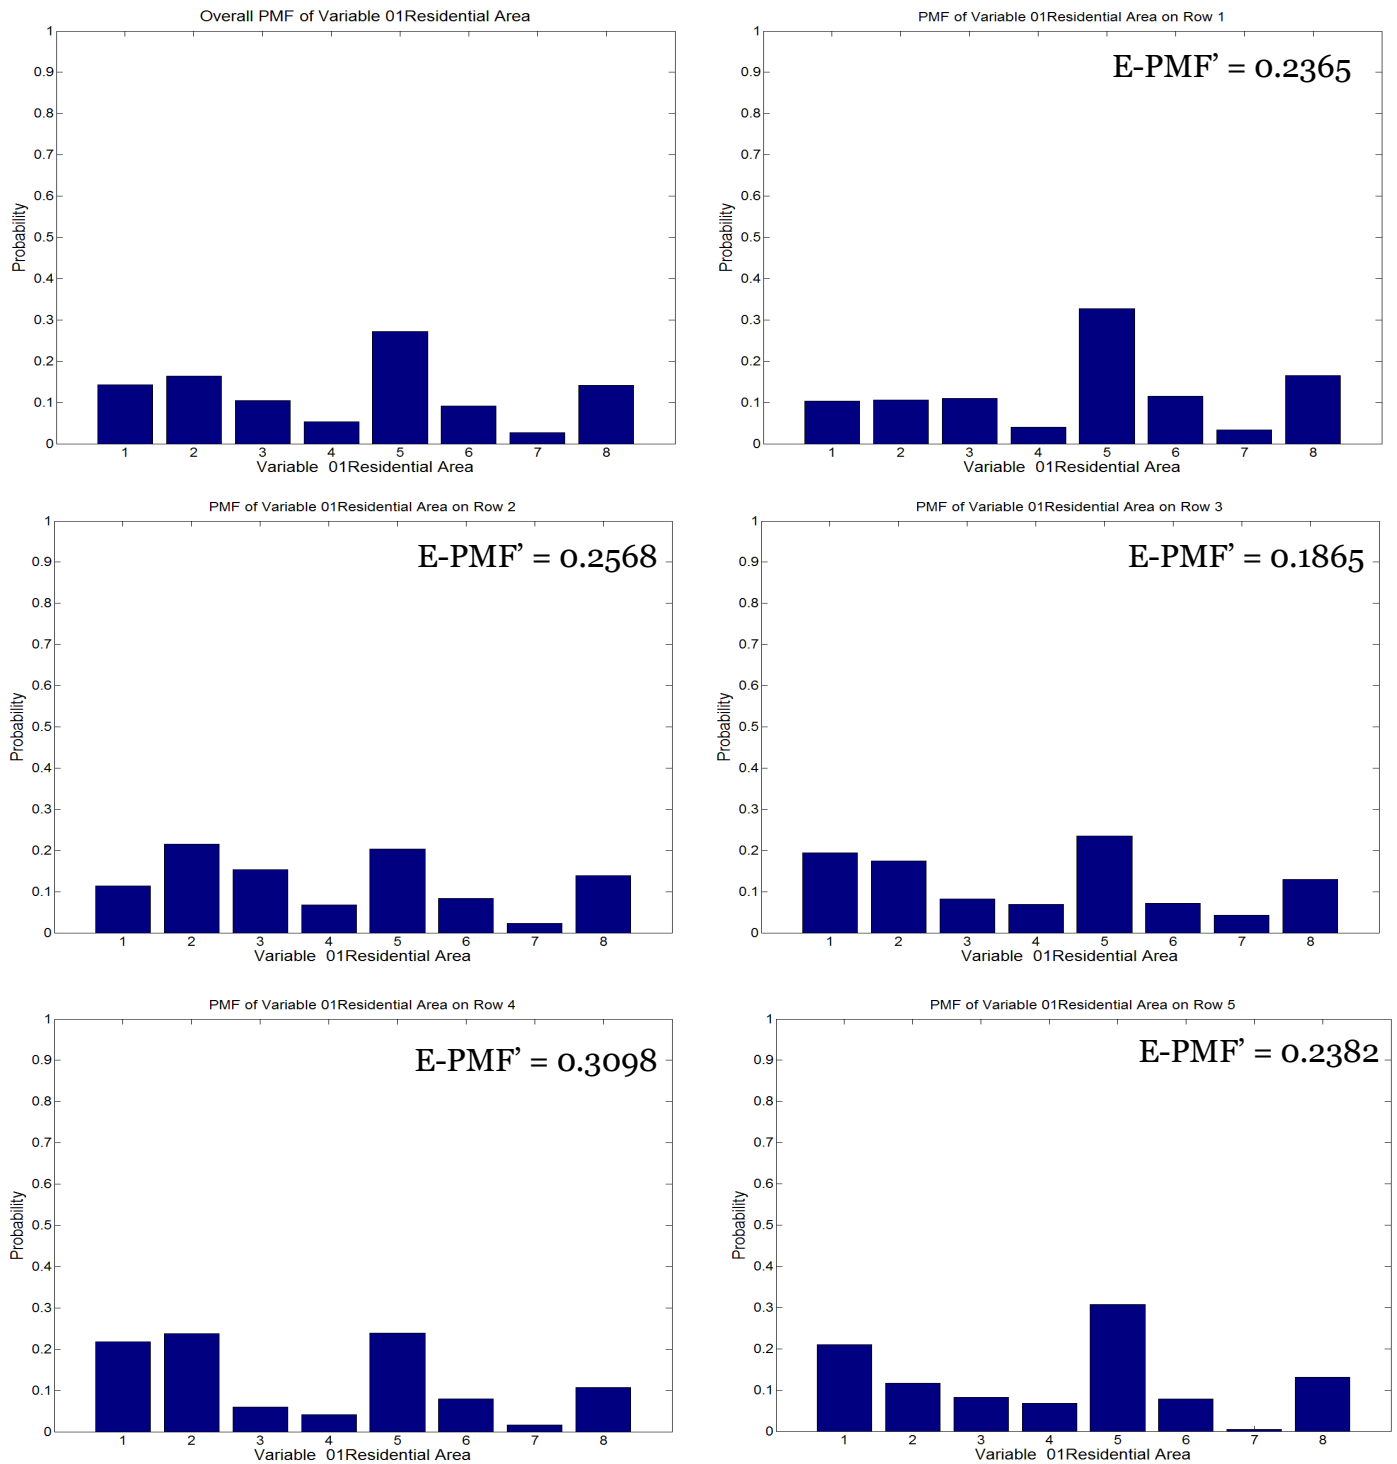 Overall PMF of Variable 01Residential Area
1
0.9
0.8
0.7
0.6
0.5
0.4
0.3
0.2
0.1
0
Probability
1 2 3 4 5 6 7 8
Variable 01Residential Area
PMF of Variable 01Residential Area on Row 1
E-PMF’ = 0.2365
1
0.9
0.8
0.7
0.6
0.5
0.4
0.3
0.2
0.1
0
Probability
1 2 3 4 5 6 7 8
Variable 01Residential Area
PMF of Variable 01Residential Area on Row 2
E-PMF’ = 0.2568
1
0.9
0.8
0.7
0.6
0.5
0.4
0.3
0.2
0.1
0
Probability
1 2 3 4 5 6 7 8
Variable 01Residential Area
PMF of Variable 01Residential Area on Row 3
E-PMF’ = 0.1865
1
0.9
0.8
0.7
0.6
0.5
0.4
0.3
0.2
0.1
0
Probability
1 2 3 4 5 6 7 8
Variable 01Residential Area
PMF of Variable 01Residential Area on Row 4
E-PMF’ = 0.3098
1
0.9
0.8
0.7
0.6
0.5
0.4
0.3
0.2
0.1
0
Probability
1 2 3 4 5 6 7 8
Variable 01Residential Area
PMF of Variable 01Residential Area on Row 5
E-PMF’ = 0.2382
1
0.9
0.8
0.7
0.6
0.5
0.4
0.3
0.2
0.1
0
Probability
1 2 3 4 5 6 7 8
Variable 01Residential Area